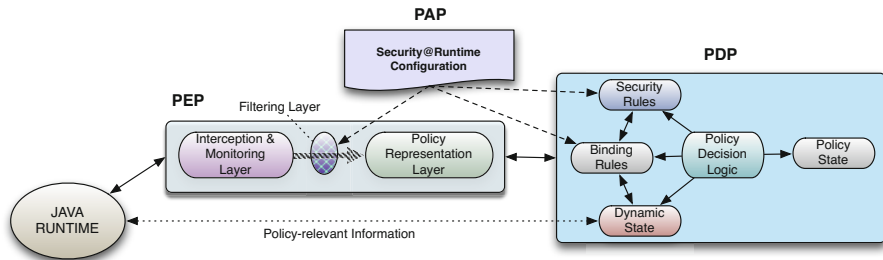 PAP
Security@Runtime
Configuration
PDP
PEP
Filtering Layer
Interception &
Monitoring
Layer
Policy
Representation
Layer
Security
Rules
Binding
Rules
Policy
Decision
Logic
Policy
State
Dynamic
State
JAVA
RUNTIME
Policy-relevant Information